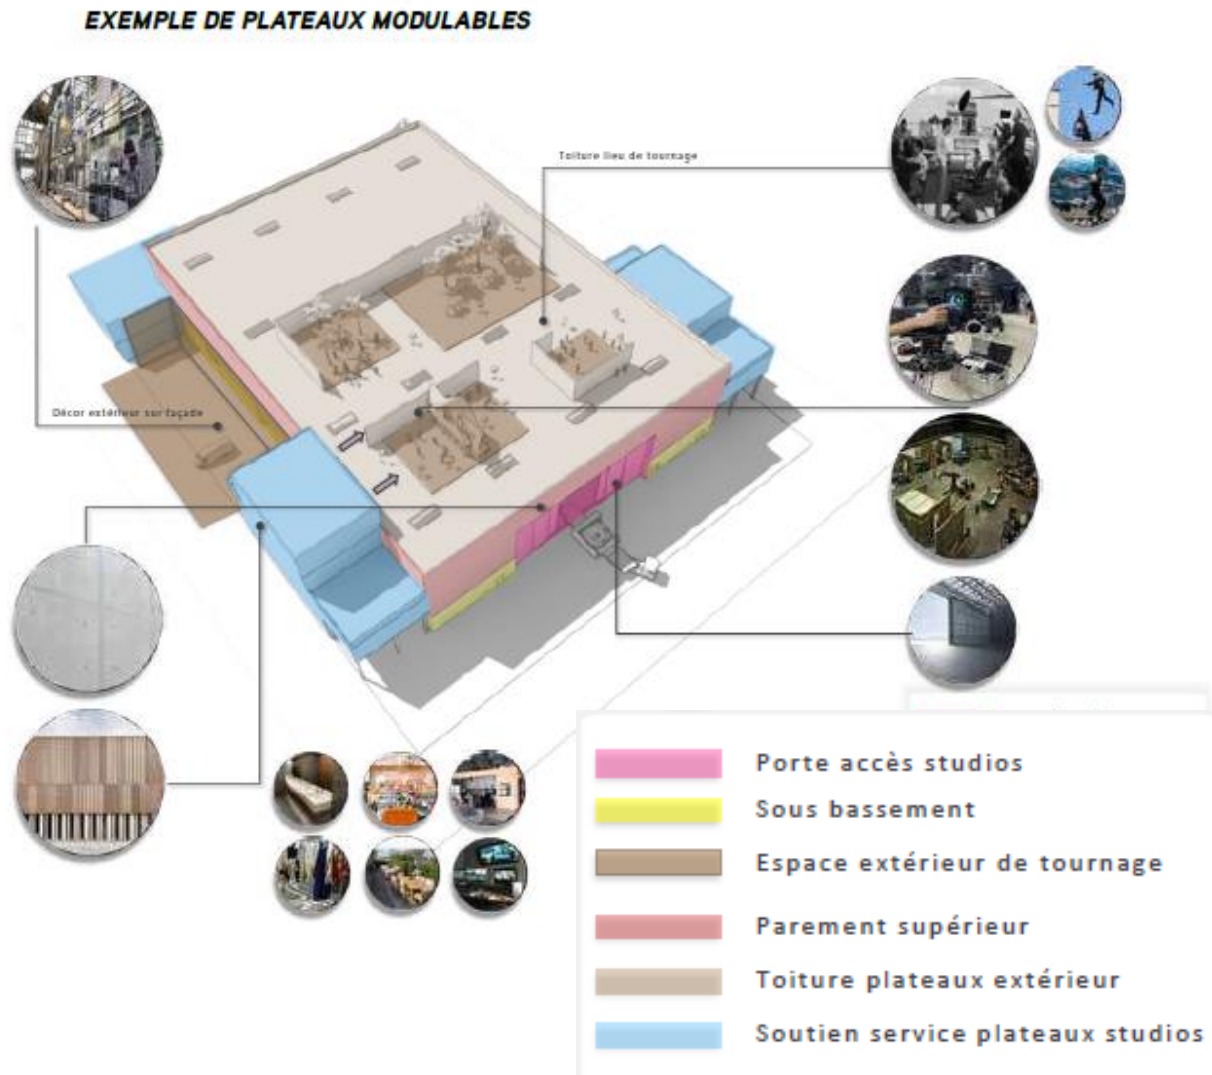 EXEMPLE DE PLATEAUX MODULABLES
Toiture lieu de tournage
Décor extérieur sur façade
Porte accès studios
Sous bassement
Espace extérieur de tournage
Parement supérieur
Toiture plateaux extérieur
Soutien service plateaux studios